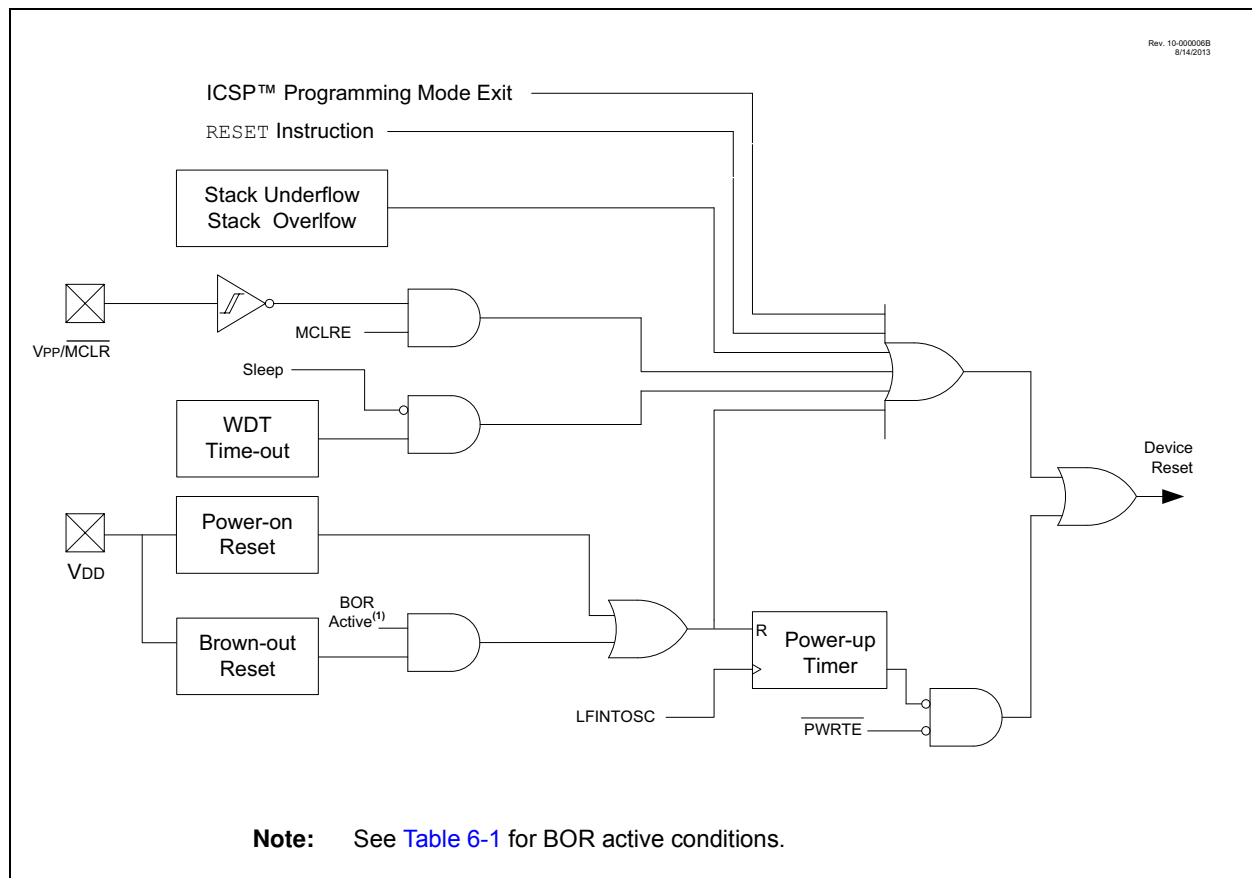 Rev. 10-000006B
8/14/2013
ICSP™ Programming Mode Exit
RESET Instruction
Stack Underflow
Stack Overlfow
VPP/MCLR
MCLRE
Sleep
WDT
Time-out
Device
Reset
VDD
Power-on
Reset
BOR
Active(1)
Brown-out
Reset
R
Power-up
Timer
LFINTOSC
PWRTE
Note: See Table 6-1 for BOR active conditions.